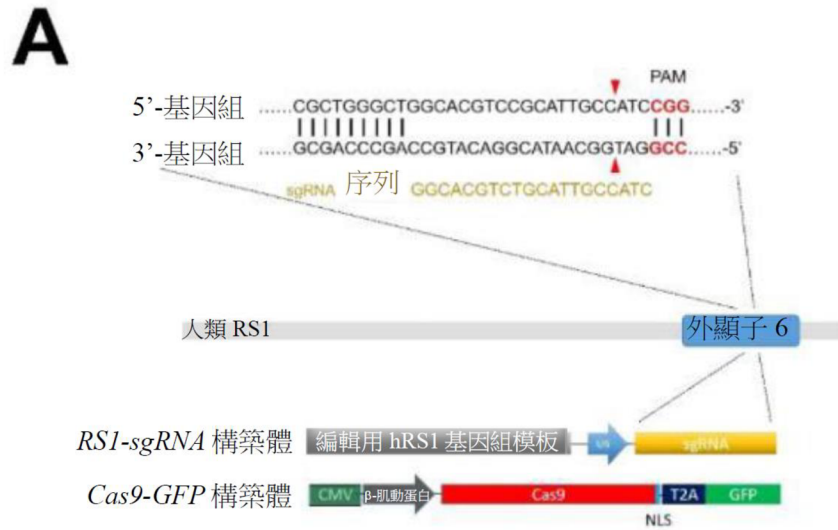 A
PAM
5’-基因組 ......CGCTGGGCTGGCACGTCCGCATTGCCATCCGG......-3’
3’-基因組 ......GCGACCCGACCGTACAGGCATAACGGTAGGCC......-5’
sgRNA 序列 GGCACGTCTGCATTGCCATC
人類 RS1
外顯子 6
RS1-sgRNA 構築體 編輯用 hRS1 基因組模板 U6 sgRNA
Cas9-GFP 構築體 CMV β-肌動蛋白 Cas9 T2A GFP
NLS